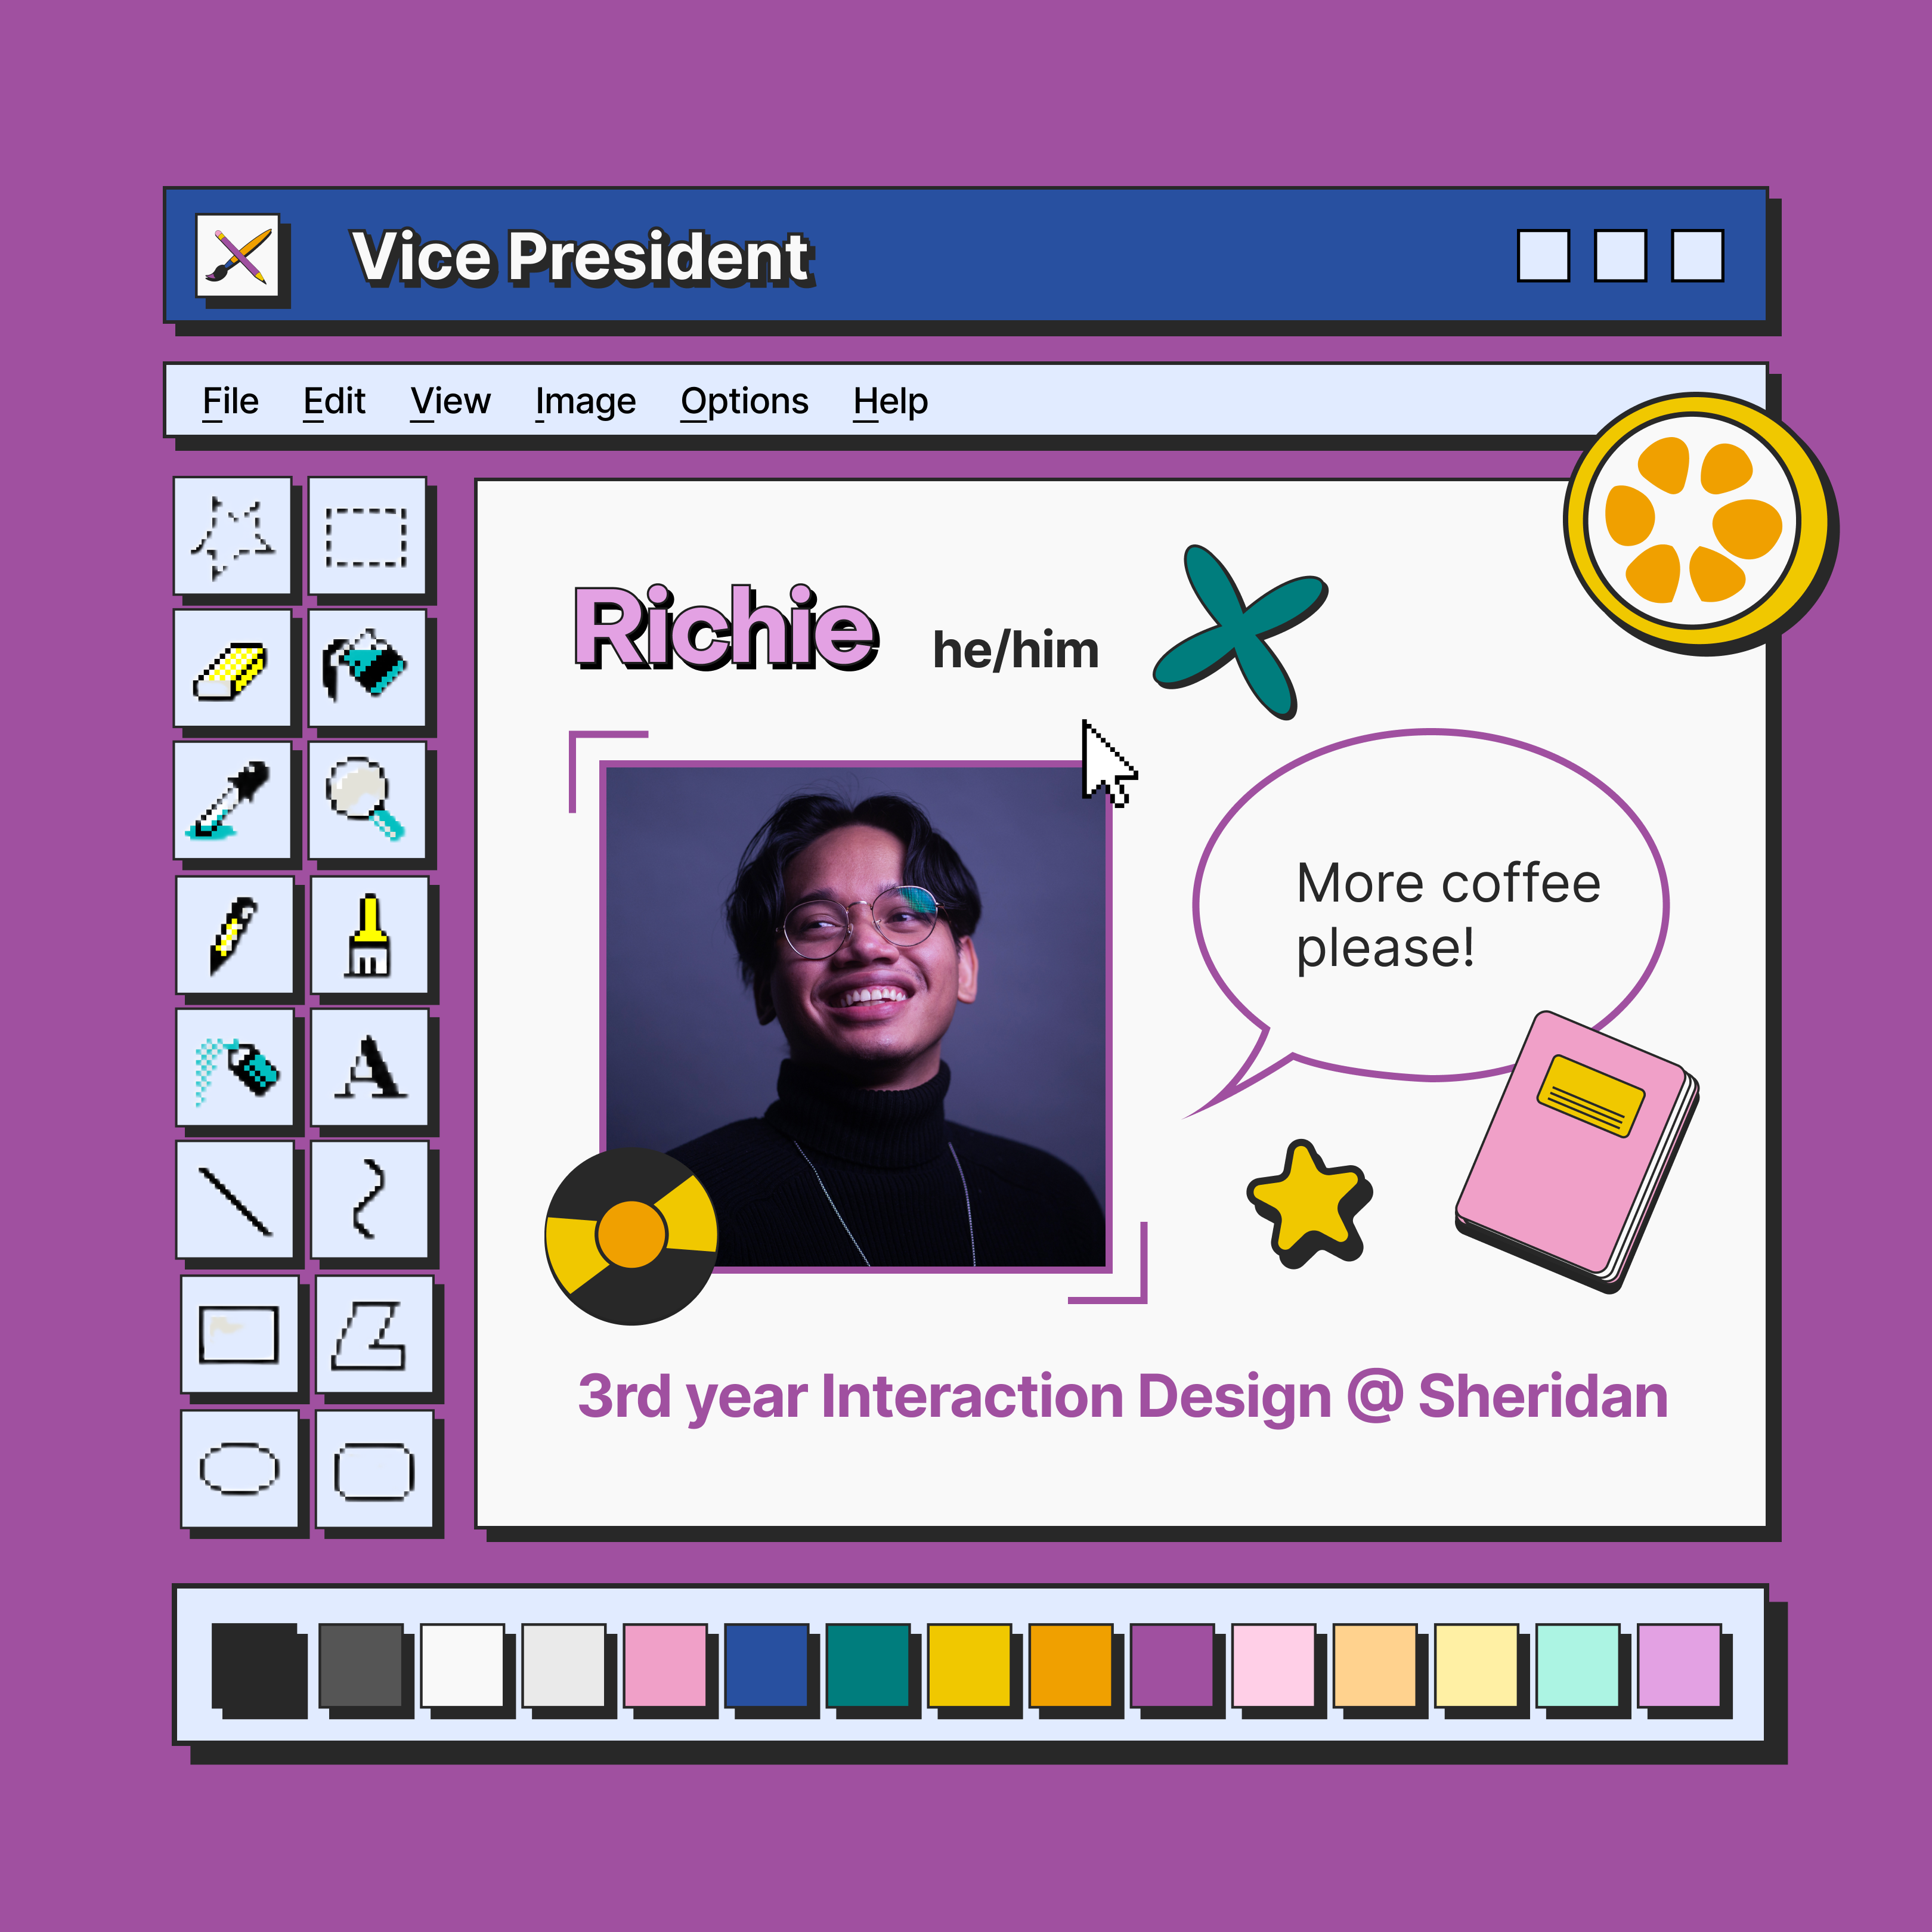 Vice President
File Edit View Image Options Help
Richie he/him
More coffee
please!
A
3rd year Interaction Design @ Sheridan